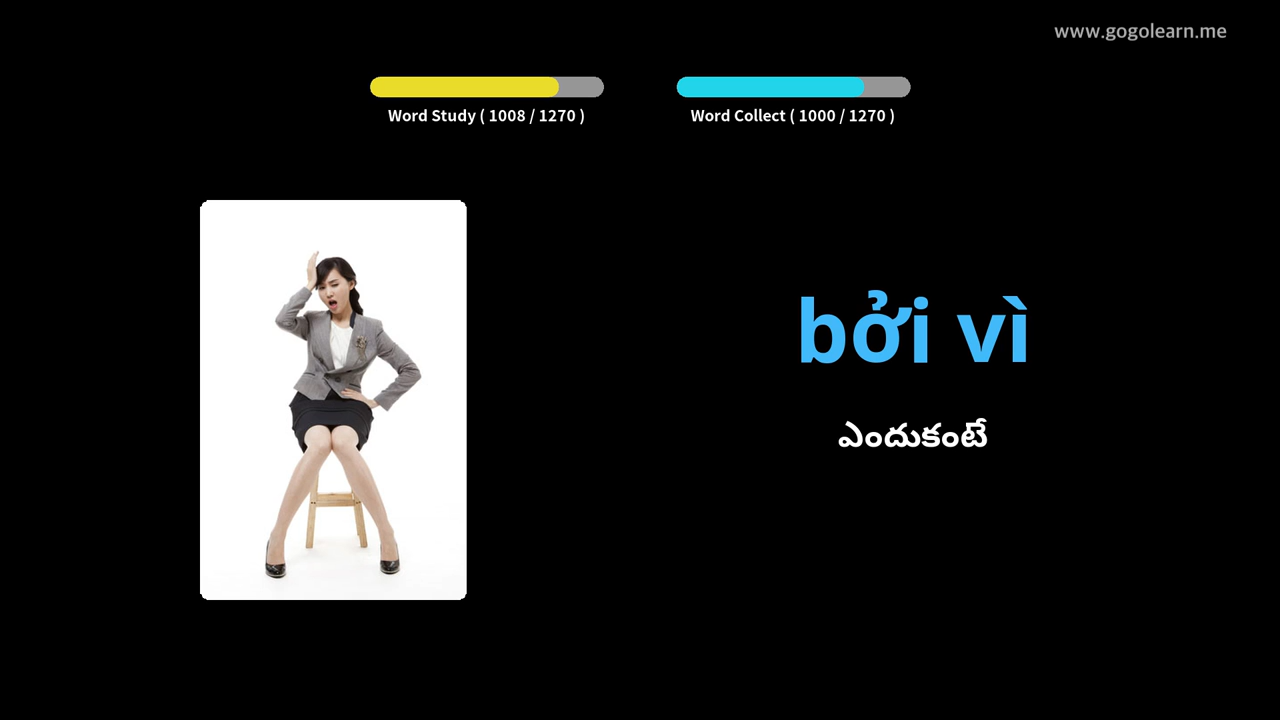 www.gogolearn.me
Word Study ( 1008 / 1270 )
Word Collect ( 1000 / 1270 )
bởi vì
ఎందుకంటే